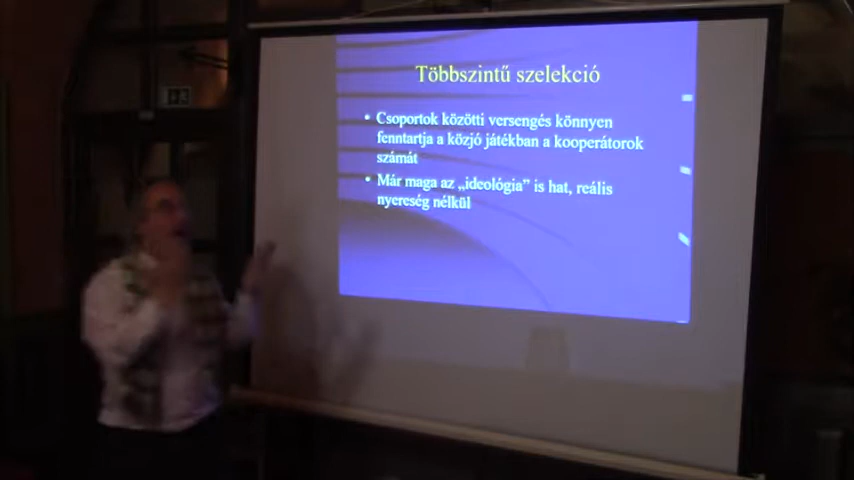 Többszintű szelekció
• Csoportok közötti versengés könnyen
fenntartja a közjó játékban a kooperátorok
számát
• Már maga az „ideológia” is hat, reális
nyereség nélkül